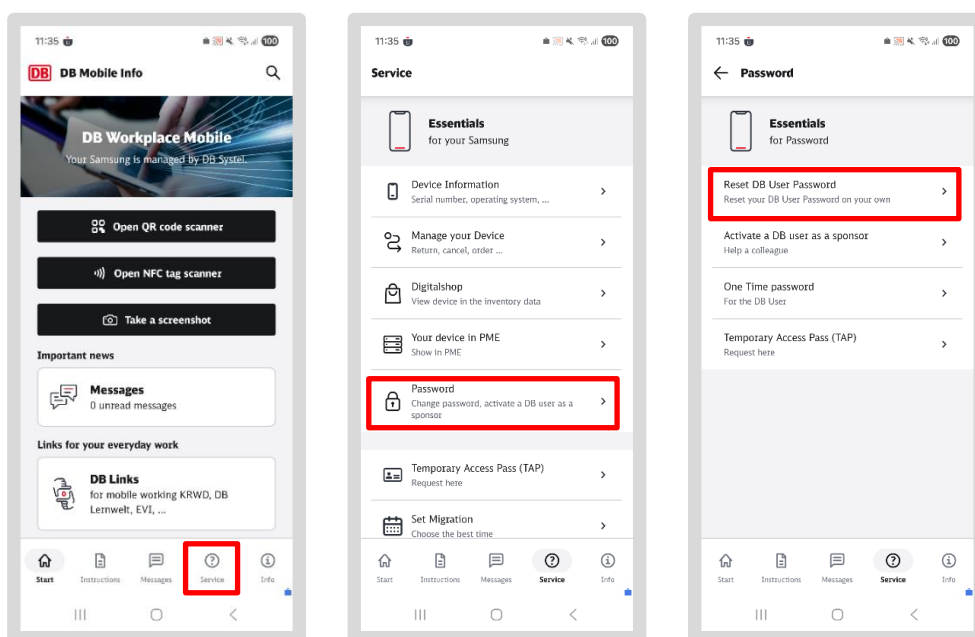 11:35
100
DB DB Mobile Info
DB Workplace Mobile
Your Samsung is managed by DB Systel.
Open QR code scanner
Open NFC tag scanner
Take a screenshot
Important news
Messages
0 unread messages
Links for your everyday work
DB Links
for mobile working KRWD, DB
Lernwelt, EVI, ...
Start Instructions Messages Service Info
11:35
100
Service
Essentials
for your Samsung
Device Information
Serial number, operating system, ...
Manage your Device
Return, cancel, order ...
Digitalshop
View device in the inventory data
Your device in PME
Show in PME
Password
Change password, activate a DB user as a
sponsor
Temporary Access Pass (TAP)
Request here
Set Migration
Choose the best time
Start Instructions Messages Service Info
11:35
100
Password
Essentials
for Password
Reset DB User Password
Reset your DB User Password on your own
Activate a DB user as a sponsor
Help a colleague
One Time password
For the DB User
Temporary Access Pass (TAP)
Request here
Start Instructions Messages Service Info